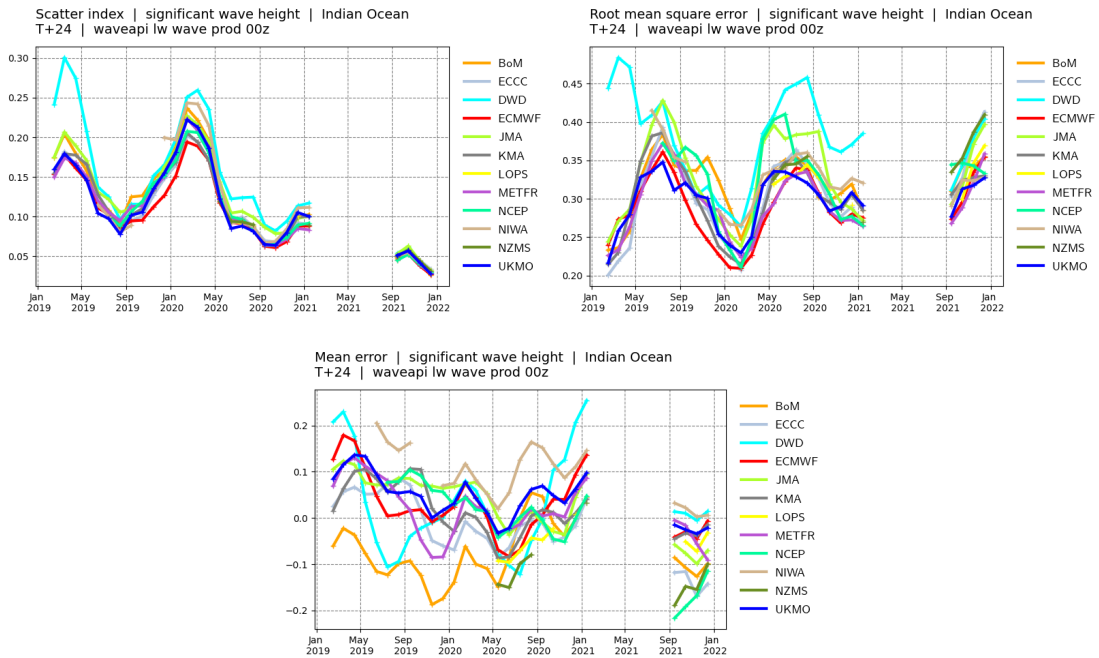 Scatter index | significant wave height | Indian Ocean
T+24 | waveapi lw wave prod 00z
0.30
0.25
0.20
0.15
0.10
0.05
Jan 2019
May 2019
Sep 2019
Jan 2020
May 2020
Sep 2020
Jan 2021
May 2021
Sep 2021
Jan 2022
BoM
ECCC
DWD
ECMWF
JMA
KMA
LOPS
METFR
NCEP
NIWA
NZMS
UKMO
Root mean square error | significant wave height | Indian Ocean
T+24 | waveapi lw wave prod 00z
0.45
0.40
0.35
0.30
0.25
0.20
Jan 2019
May 2019
Sep 2019
Jan 2020
May 2020
Sep 2020
Jan 2021
May 2021
Sep 2021
Jan 2022
BoM
ECCC
DWD
ECMWF
JMA
KMA
LOPS
METFR
NCEP
NIWA
NZMS
UKMO
Mean error | significant wave height | Indian Ocean
T+24 | waveapi lw wave prod 00z
0.2
0.1
0.0
−0.1
−0.2
Jan 2019
May 2019
Sep 2019
Jan 2020
May 2020
Sep 2020
Jan 2021
May 2021
Sep 2021
Jan 2022
BoM
ECCC
DWD
ECMWF
JMA
KMA
LOPS
METFR
NCEP
NIWA
NZMS
UKMO